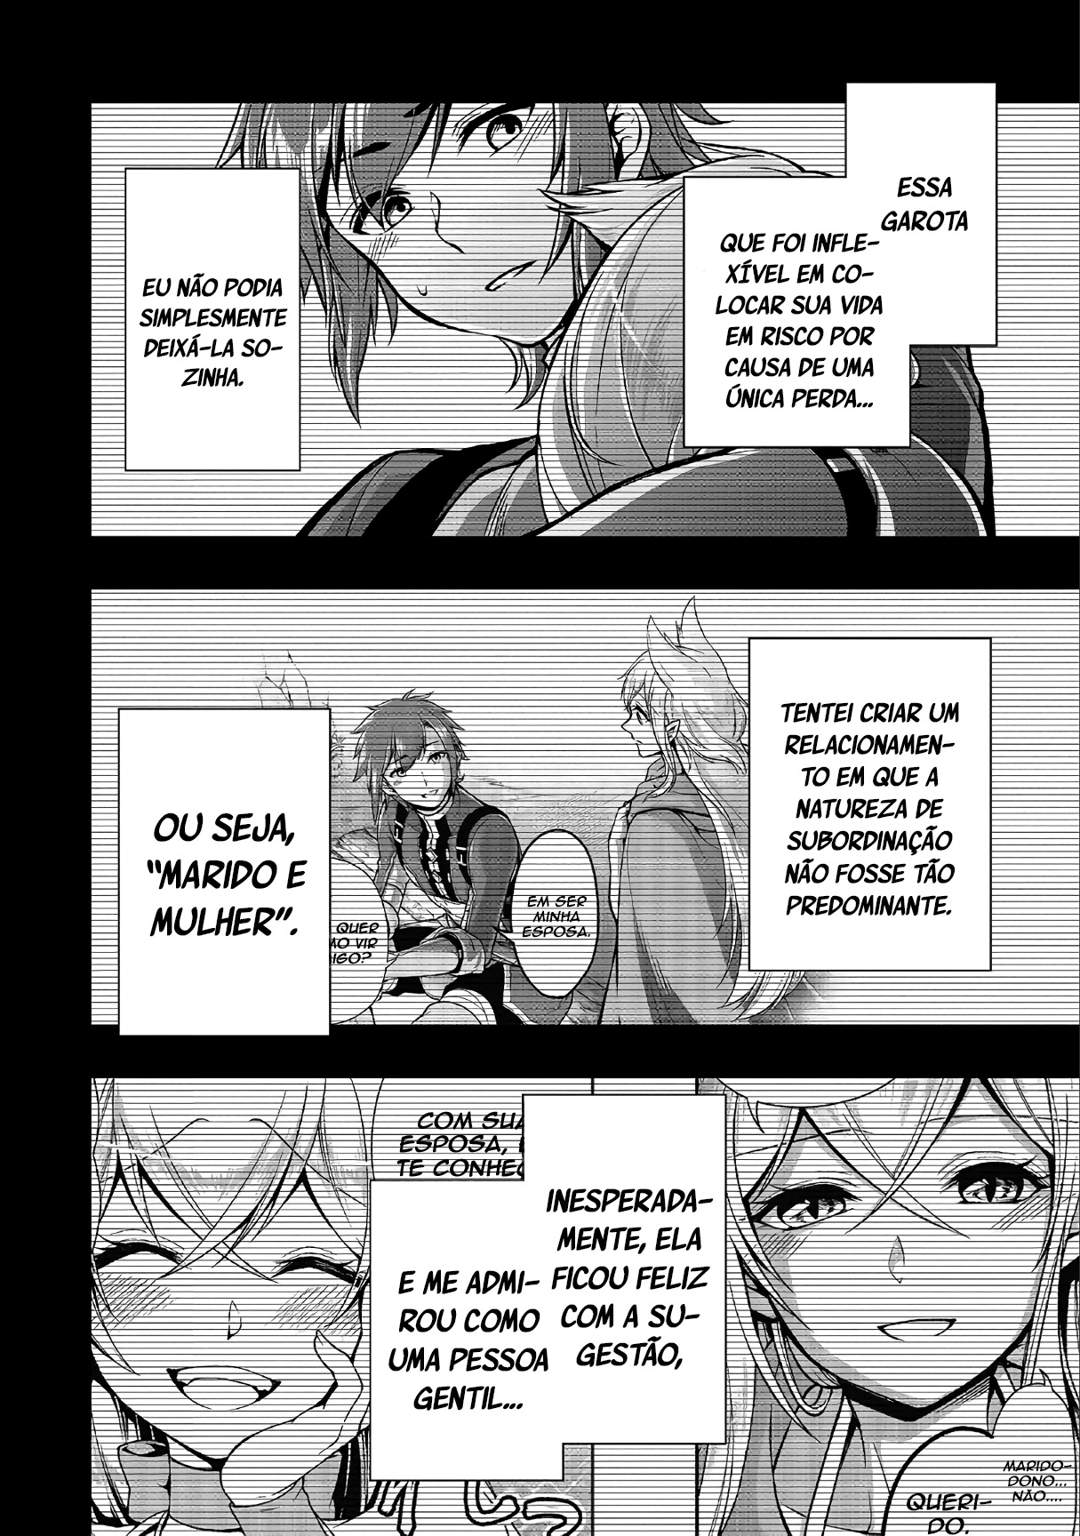 ESSA
GAROTA
QUE FOI INFLE-
XÍVEL EM CO-
LOCAR SUA VIDA
EM RISCO POR
CAUSA DE UMA
ÚNICA PERDA...
EU NÃO PODIA
SIMPLESMENTE
DEIXÁ-LA SO-
ZINHA.
TENTEI CRIAR UM
RELACIONAMEN-
TO EM QUE A
NATUREZA DE
SUBORDINAÇÃO
NÃO FOSSE TÃO
PREDOMINANTE.
EM SER
MINHA
ESPOSA.
QUER
VIR
OU SEJA,
"MARIDO E
MULHER".
INESPERADA-
MENTE, ELA
FICOU FELIZ
COM A SU-
GESTÃO,
E ME ADMI-
ROU COMO
UMA PESSOA
GENTIL...
COM SUA
ESPOSA,
TE
MARIDO-
DONO...
NÃO....
QUERI-
DO.